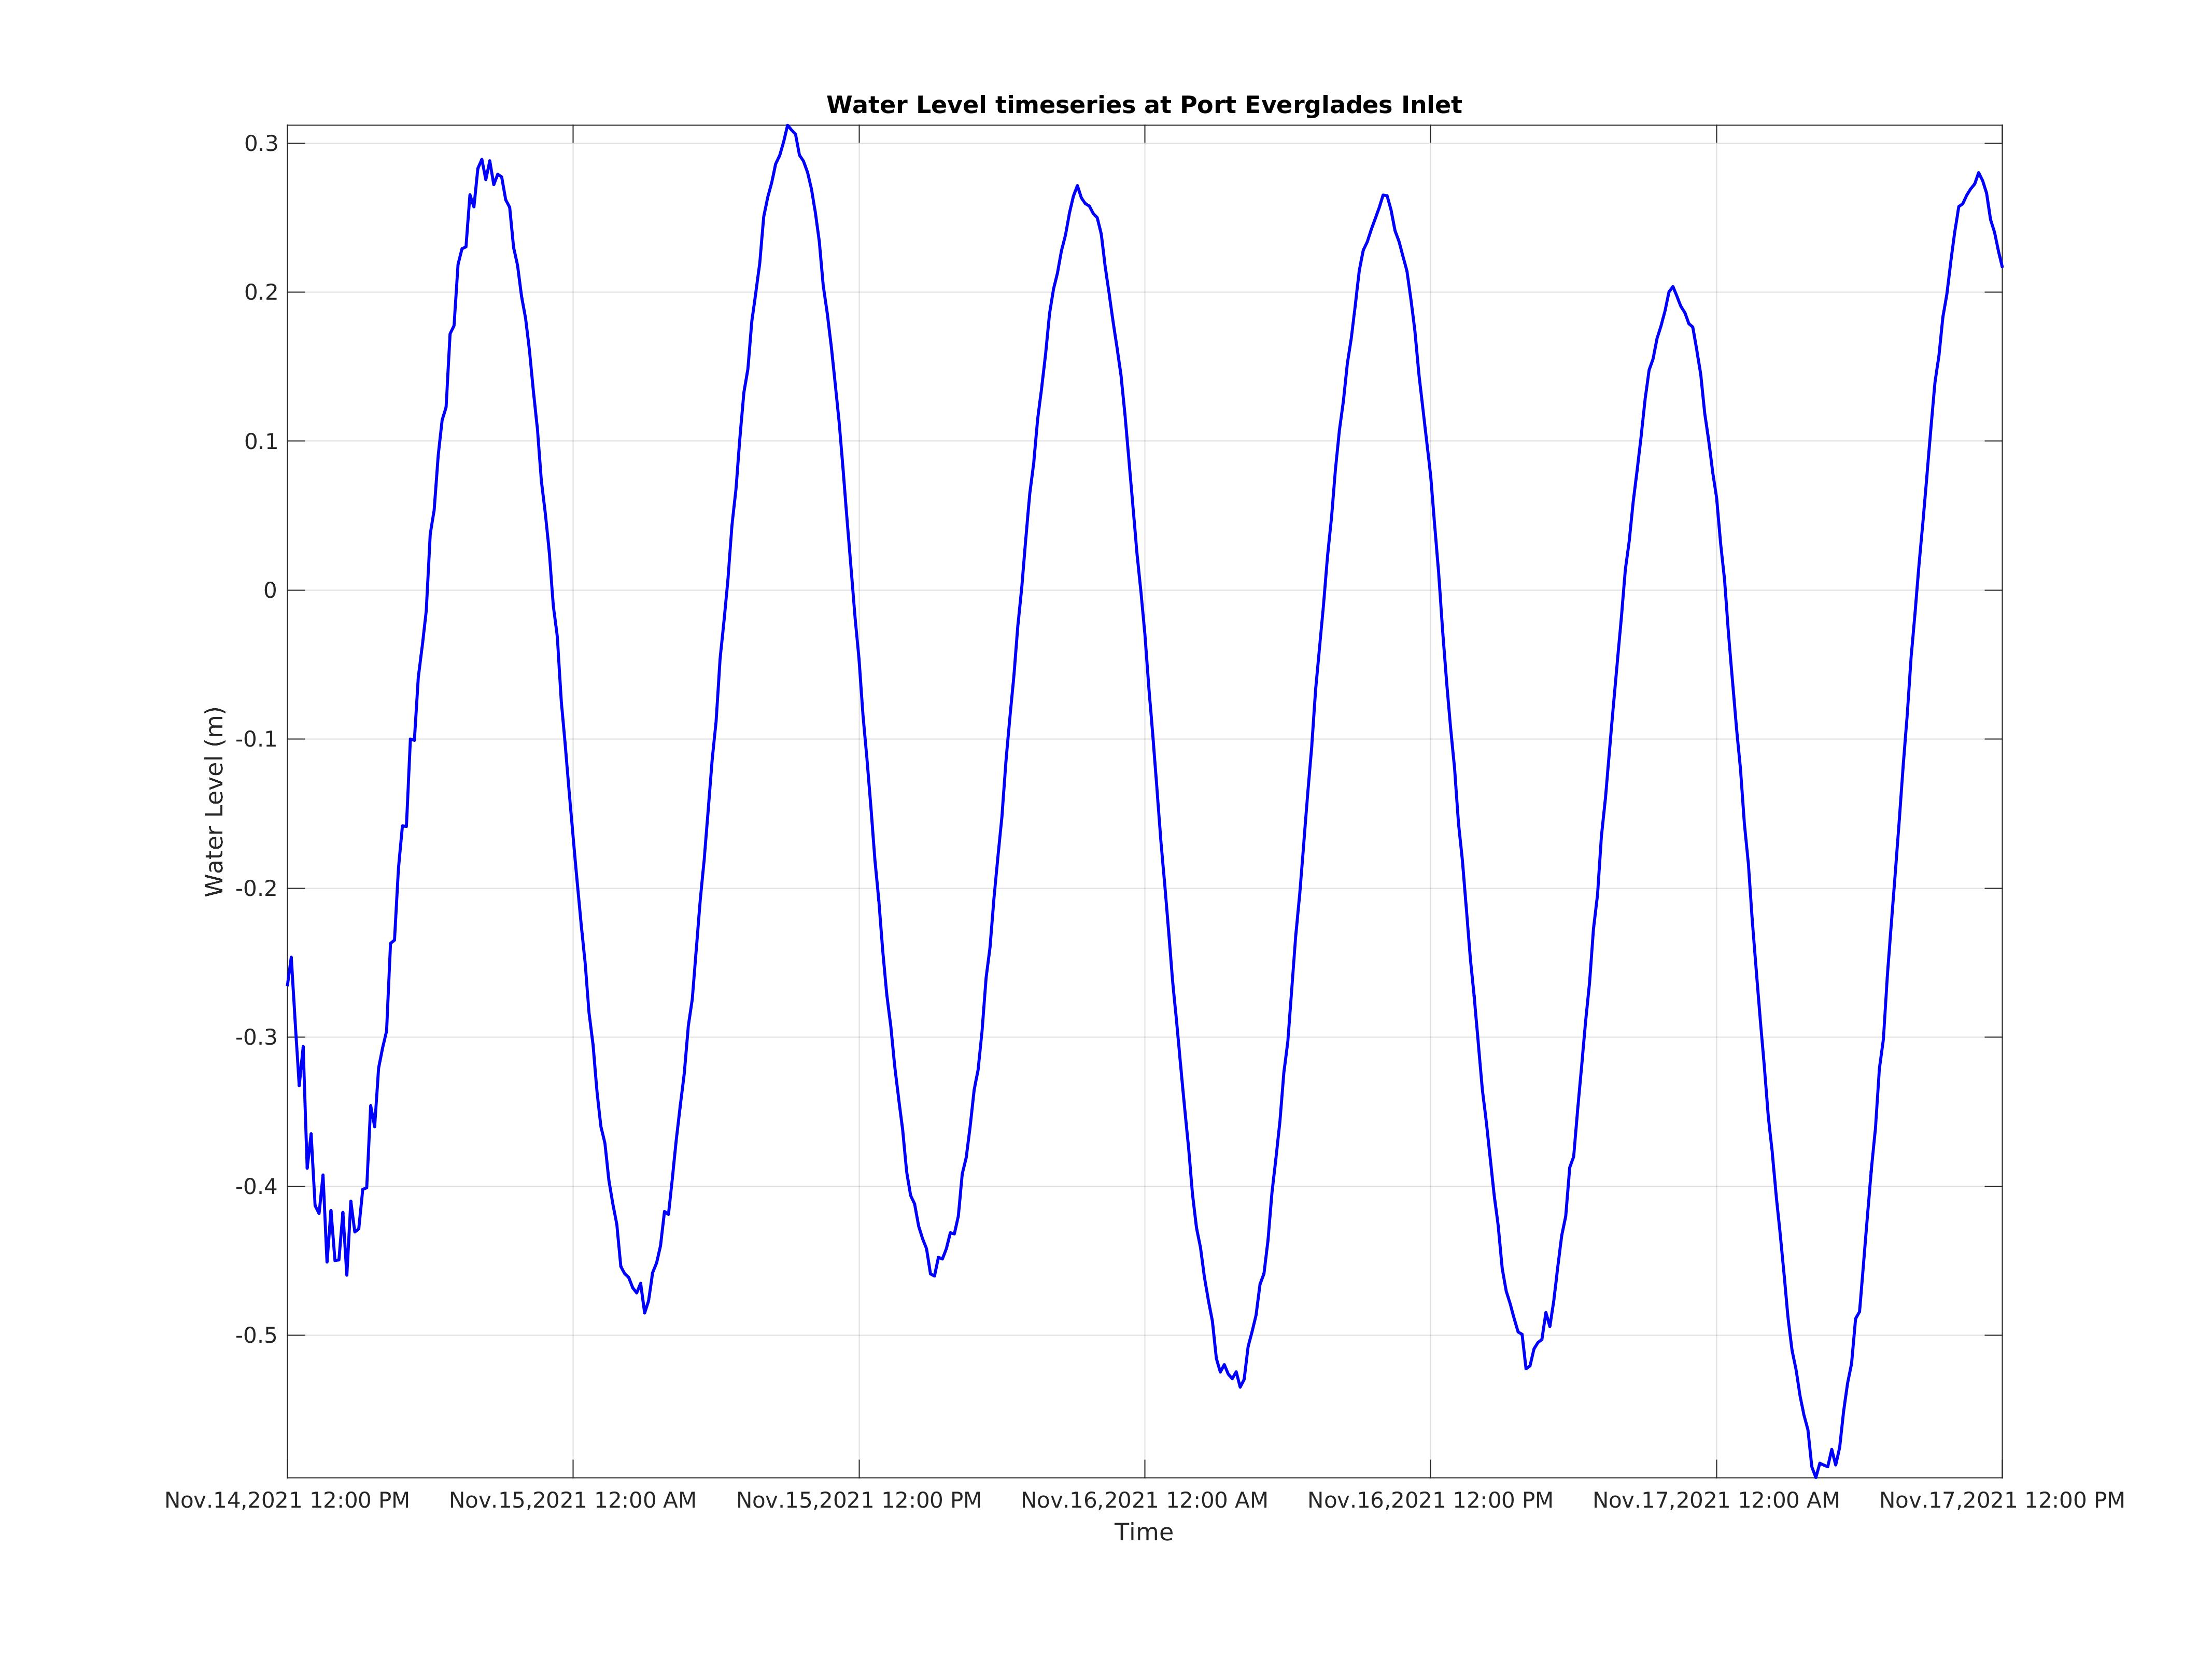 Water Level timeseries at Port Everglades Inlet
0.3
0.2
0.1
0
-0.1
-0.2
-0.3
-0.4
-0.5
Water Level (m)
Nov.14,2021 12:00 PM Nov.15,2021 12:00 AM Nov.15,2021 12:00 PM Nov.16,2021 12:00 AM Nov.16,2021 12:00 PM Nov.17,2021 12:00 AM Nov.17,2021 12:00 PM
Time